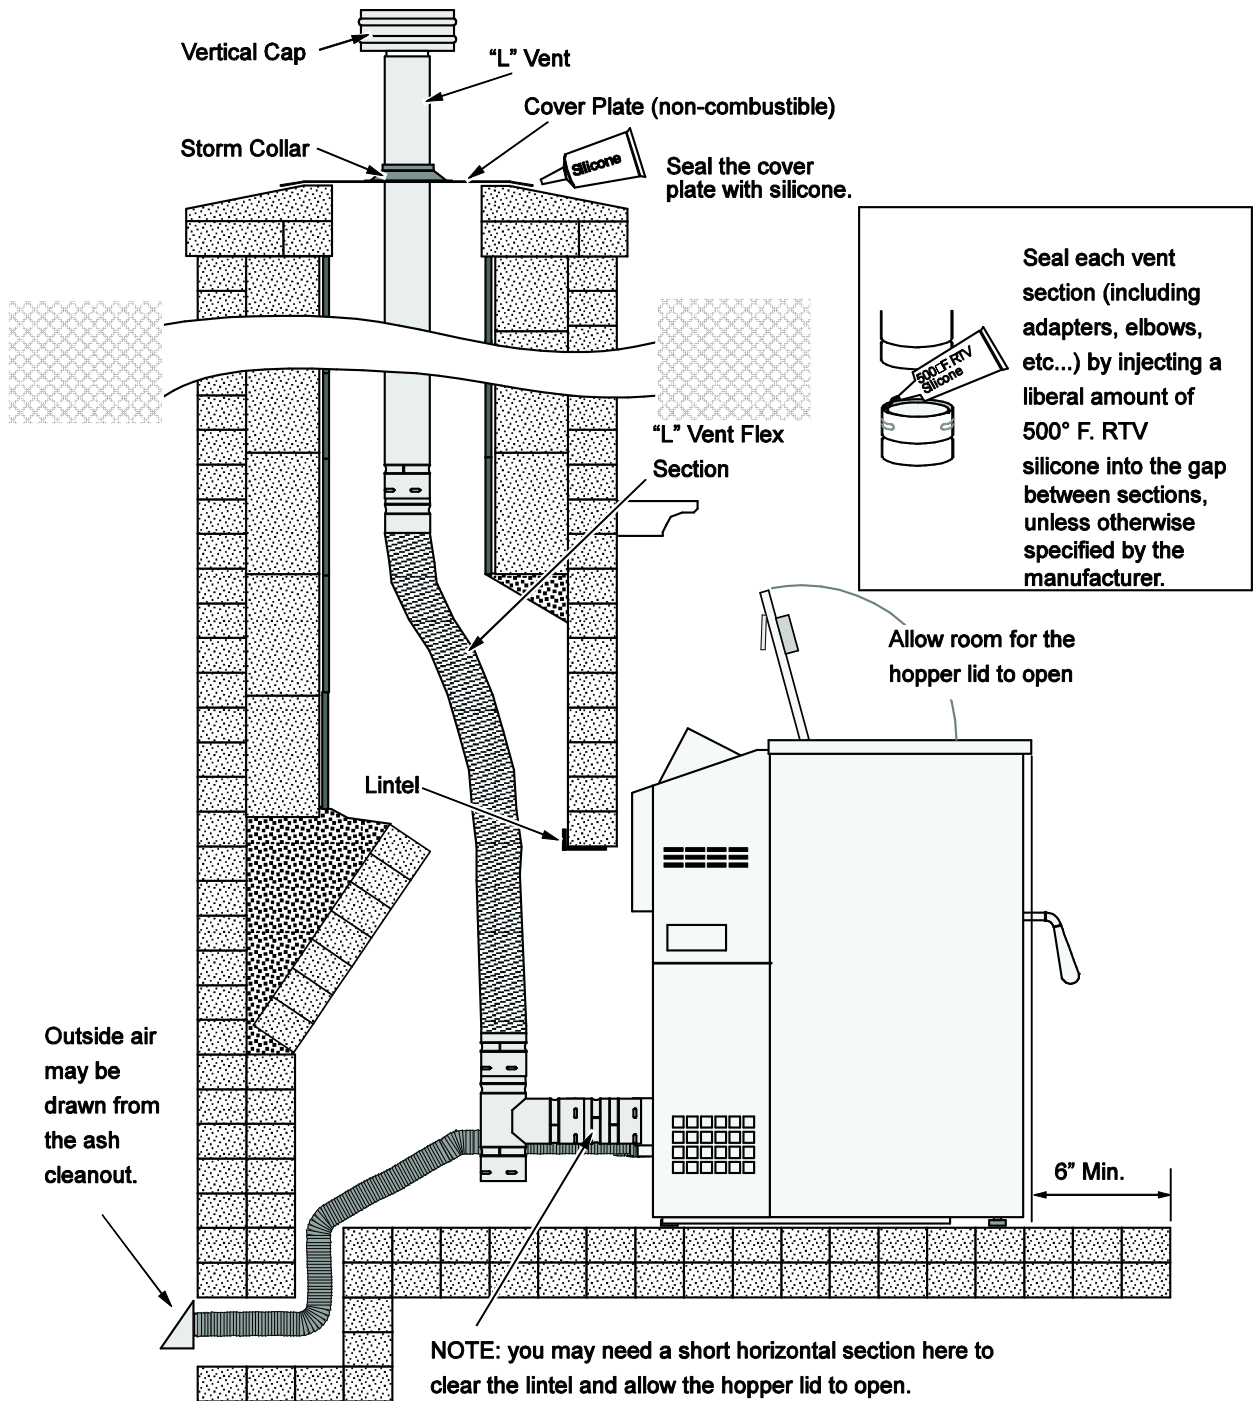 Vertical Cap
“L” Vent
Cover Plate (non-combustible)
Storm Collar
Silicone
Seal the cover
plate with silicone.
Seal each vent
section (including
adapters, elbows,
etc...) by injecting a
liberal amount of
500° F. RTV
silicone into the gap
between sections,
unless otherwise
specified by the
manufacturer.
500□F. RTV
Silicone
“L” Vent Flex
Section
Allow room for the
hopper lid to open
Lintel
Outside air
may be
drawn from
the ash
cleanout.
6” Min.
NOTE: you may need a short horizontal section here to
clear the lintel and allow the hopper lid to open.